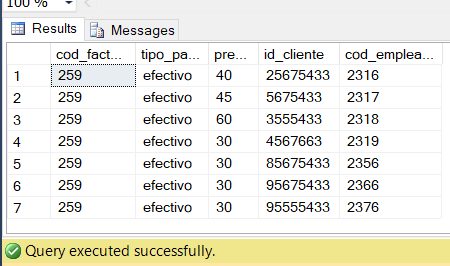 100 %
Results Messages
cod_fact... tipo_pa... pre... id_cliente cod_emplea...
1 259 efectivo 40 25675433 2316
2 259 efectivo 45 5675433 2317
3 259 efectivo 60 3555433 2318
4 259 efectivo 30 4567663 2319
5 259 efectivo 30 85675433 2356
6 259 efectivo 30 95675433 2366
7 259 efectivo 30 95555433 2376
Query executed successfully.